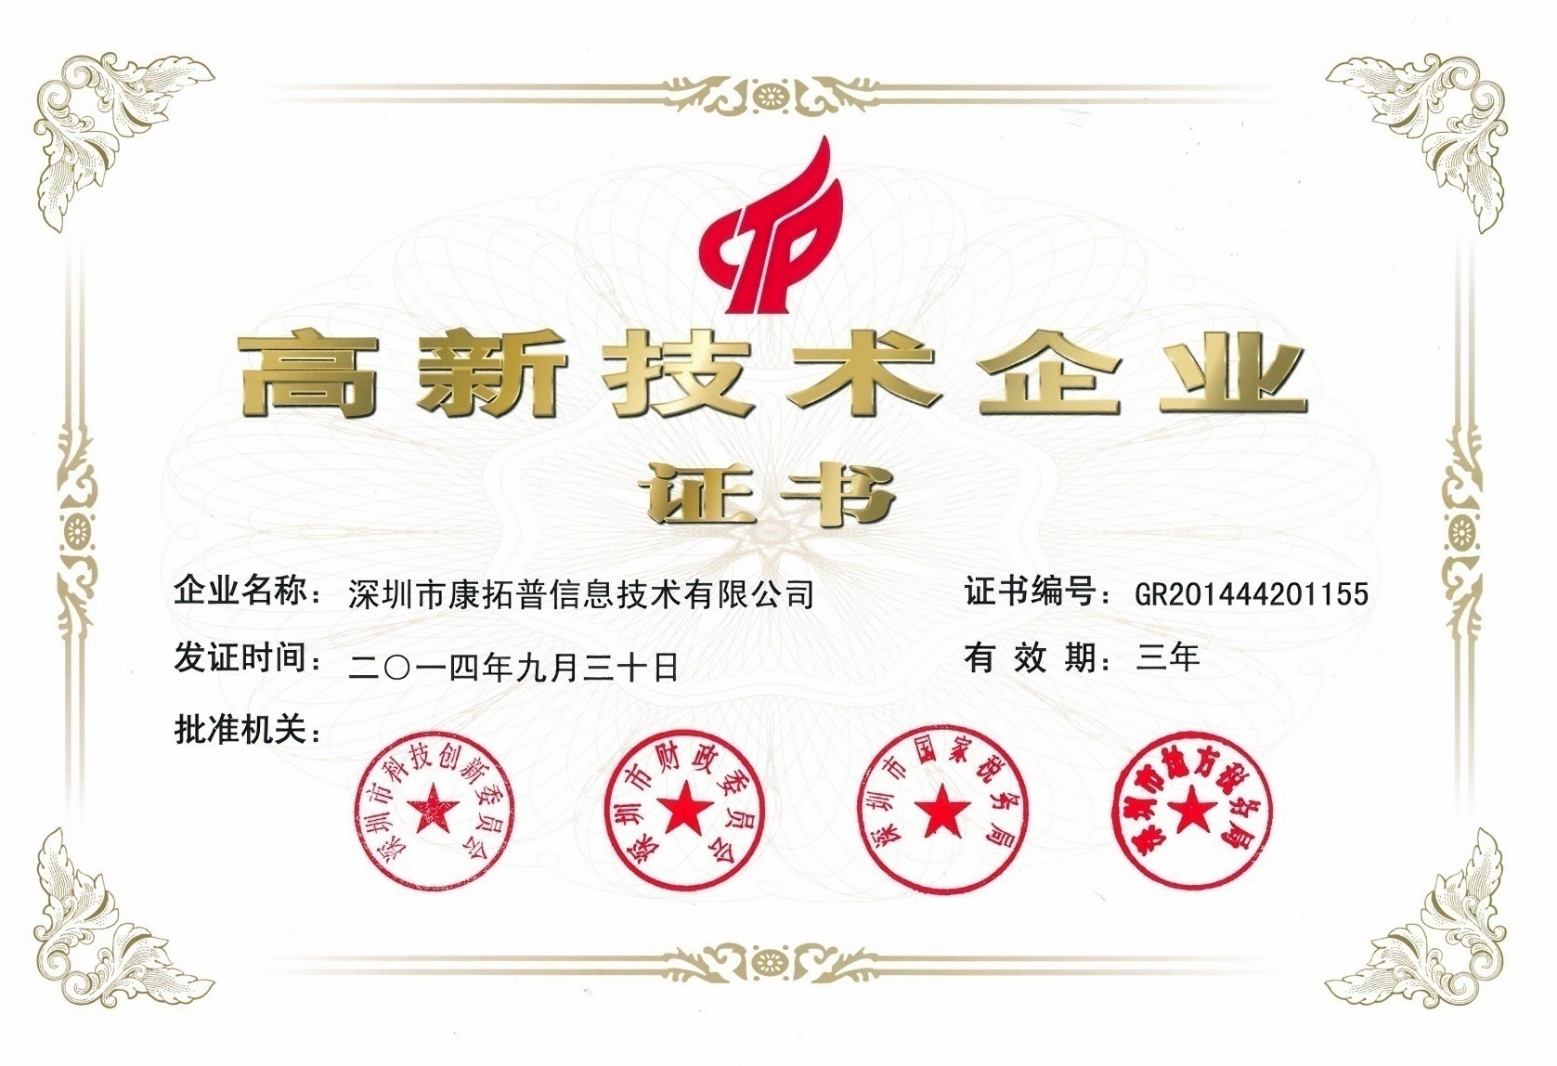 高新技术企业
证书
企业名称：深圳市康拓普信息技术有限公司
证书编号：GR201444201155
发证时间：二〇一四年九月三十日
有效期：三年
批准机关：
深圳市科技创新委员会
深圳市财政委员会
深圳市国家税务局
深圳市地方税务局